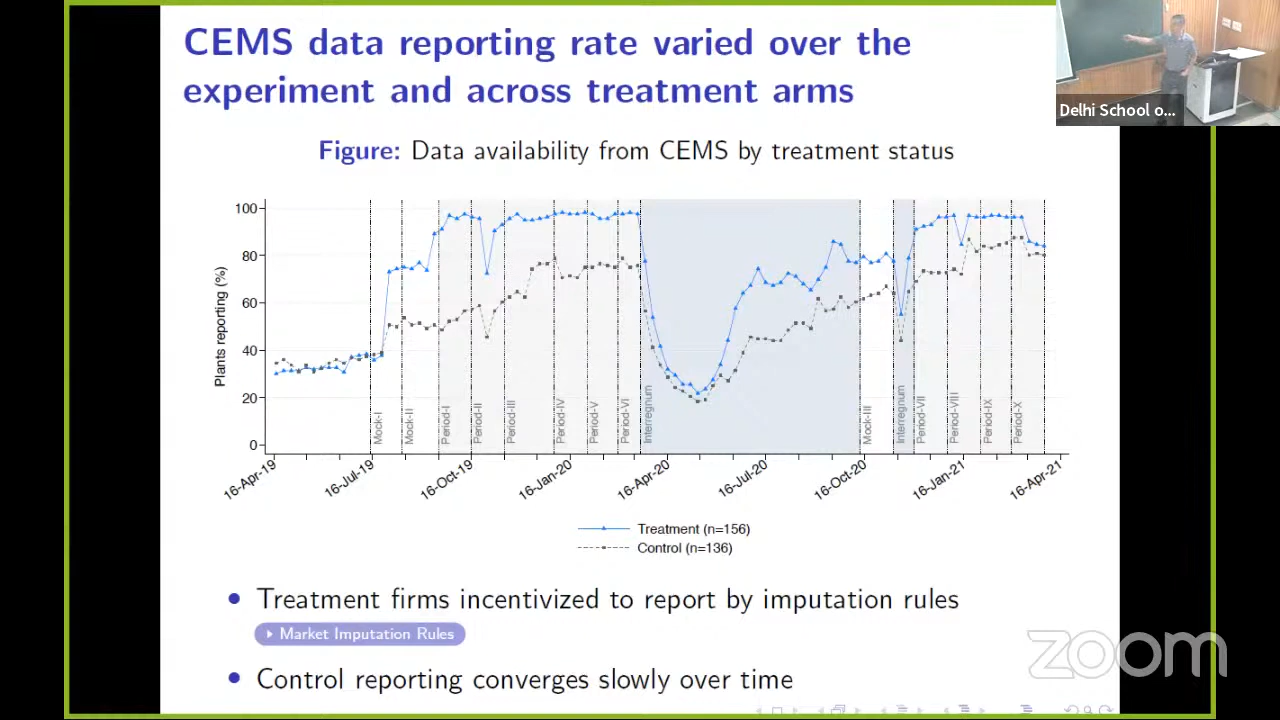 CEMS data reporting rate varied over the
experiment and across treatment arms
Delhi School o...
Figure: Data availability from CEMS by treatment status
Plants reporting (%)
100
80
60
40
20
0
Mock-I
Mock-II
Period-I
Period-II
Period-III
Period-IV
Period-V
Period-VI
Interregnum
Mock-III
Interregnum
Period-VII
Period-VIII
Period-IX
Period-X
16-Apr-19
16-Jul-19
16-Oct-19
16-Jan-20
16-Apr-20
16-Jul-20
16-Oct-20
16-Jan-21
16-Apr-21
Treatment (n=156)
Control (n=136)
• Treatment firms incentivized to report by imputation rules
Market Imputation Rules
• Control reporting converges slowly over time
zoom